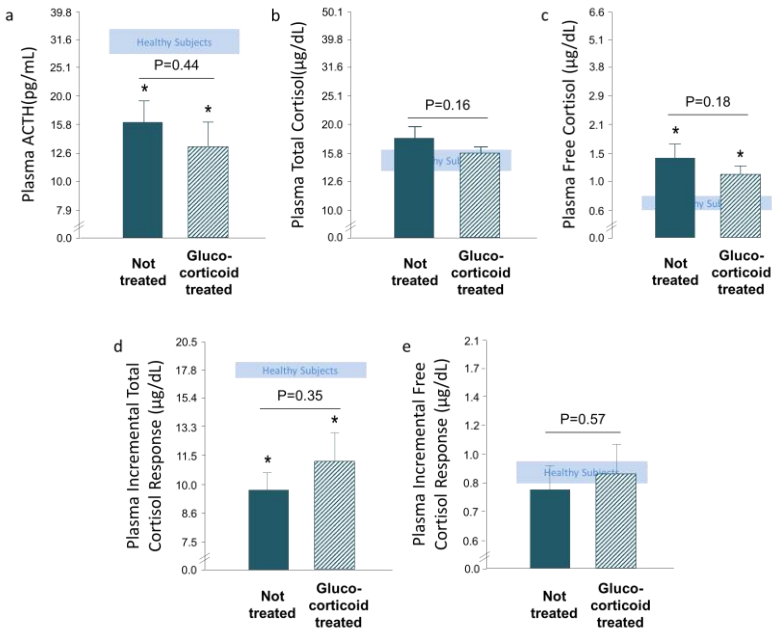 a
39.8
31.6
25.1
20.0
15.8
12.6
10.0
7.9
0.0
Plasma ACTH(pg/mL)
Healthy Subjects
P=0.44
*
*
Not
treated
Gluco-
corticoid
treated
b
50.1
39.8
31.6
25.1
20.0
15.8
12.6
10.0
0.0
Plasma Total Cortisol(µg/dL)
P=0.16
Not
treated
Gluco-
corticoid
treated
c
6.6
5.1
3.8
2.9
2.1
1.5
1.0
0.6
0.0
Plasma Free Cortisol (µg/dL)
P=0.18
*
*
Not
treated
Gluco-
corticoid
treated
d
20.5
17.8
15.4
13.3
11.5
10.0
8.6
7.5
0.0
Plasma Incremental Total
Cortisol Response (µg/dL)
Healthy Subjects
P=0.35
*
*
Not
treated
Gluco-
corticoid
treated
e
2.1
1.7
1.4
1.2
1.0
0.8
0.7
0.6
0.0
Plasma Incremental Free
Cortisol Response (µg/dL)
P=0.57
Healthy Subjects
Not
treated
Gluco-
corticoid
treated